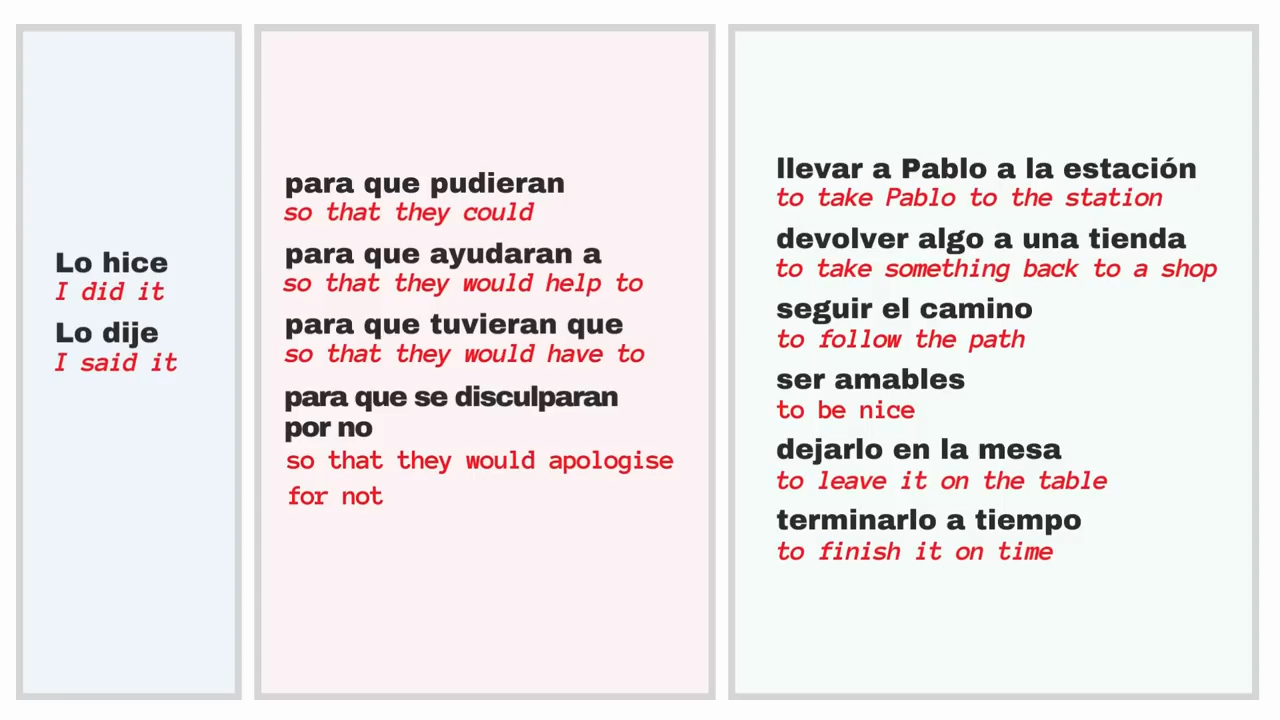 Lo hice
I did it
Lo dije
I said it
para que pudieran
so that they could
para que ayudaran a
so that they would help to
para que tuvieran que
so that they would have to
para que se disculparan
por no
so that they would apologise
for not
llevar a Pablo a la estación
to take Pablo to the station
devolver algo a una tienda
to take something back to a shop
seguir el camino
to follow the path
ser amables
to be nice
dejarlo en la mesa
to leave it on the table
terminarlo a tiempo
to finish it on time